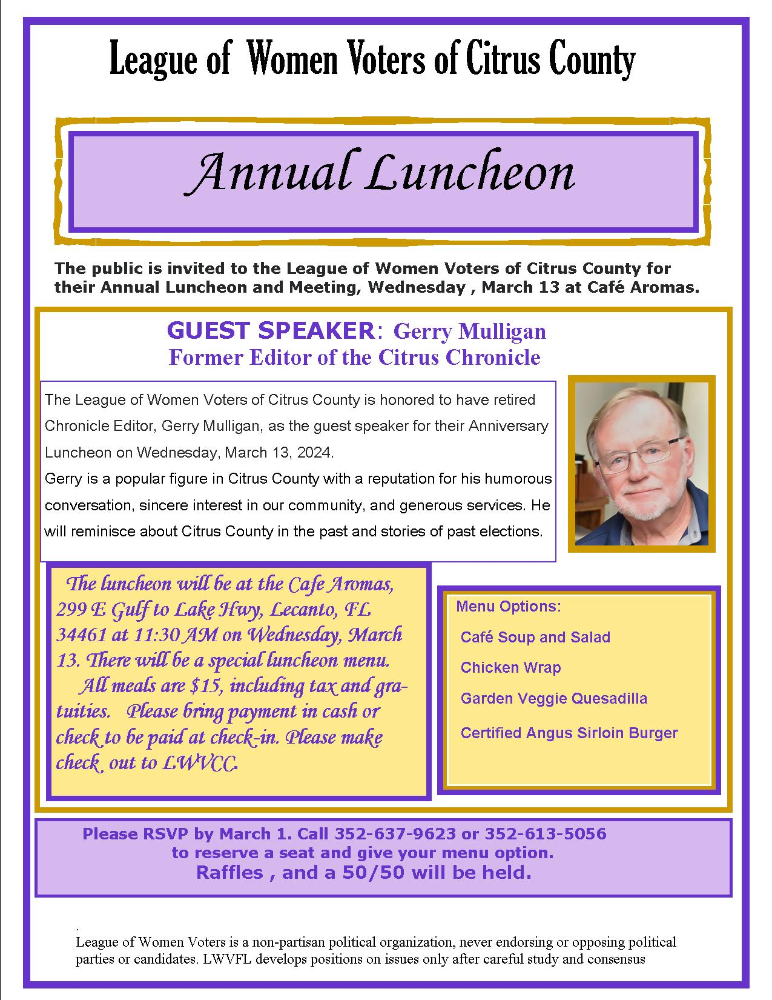 League of Women Voters of Citrus County
Annual Luncheon
The public is invited to the League of Women Voters of Citrus County for
their Annual Luncheon and Meeting, Wednesday , March 13 at Café Aromas.
GUEST SPEAKER: Gerry Mulligan
Former Editor of the Citrus Chronicle
The League of Women Voters of Citrus County is honored to have retired
Chronicle Editor, Gerry Mulligan, as the guest speaker for their Anniversary
Luncheon on Wednesday, March 13, 2024.
Gerry is a popular figure in Citrus County with a reputation for his humorous
conversation, sincere interest in our community, and generous services. He
will reminisce about Citrus County in the past and stories of past elections.
The luncheon will be at the Cafe Aromas,
299 E Gulf to Lake Hwy, Lecanto, FL
34461 at 11:30 AM on Wednesday, March
13. There will be a special luncheon menu.
All meals are $15, including tax and gra-
tuities. Please bring payment in cash or
check to be paid at check-in. Please make
check out to LWVCC.
Menu Options:
Café Soup and Salad
Chicken Wrap
Garden Veggie Quesadilla
Certified Angus Sirloin Burger
Please RSVP by March 1. Call 352-637-9623 or 352-613-5056
to reserve a seat and give your menu option.
Raffles , and a 50/50 will be held.
.
League of Women Voters is a non-partisan political organization, never endorsing or opposing political
parties or candidates. LWVFL develops positions on issues only after careful study and consensus